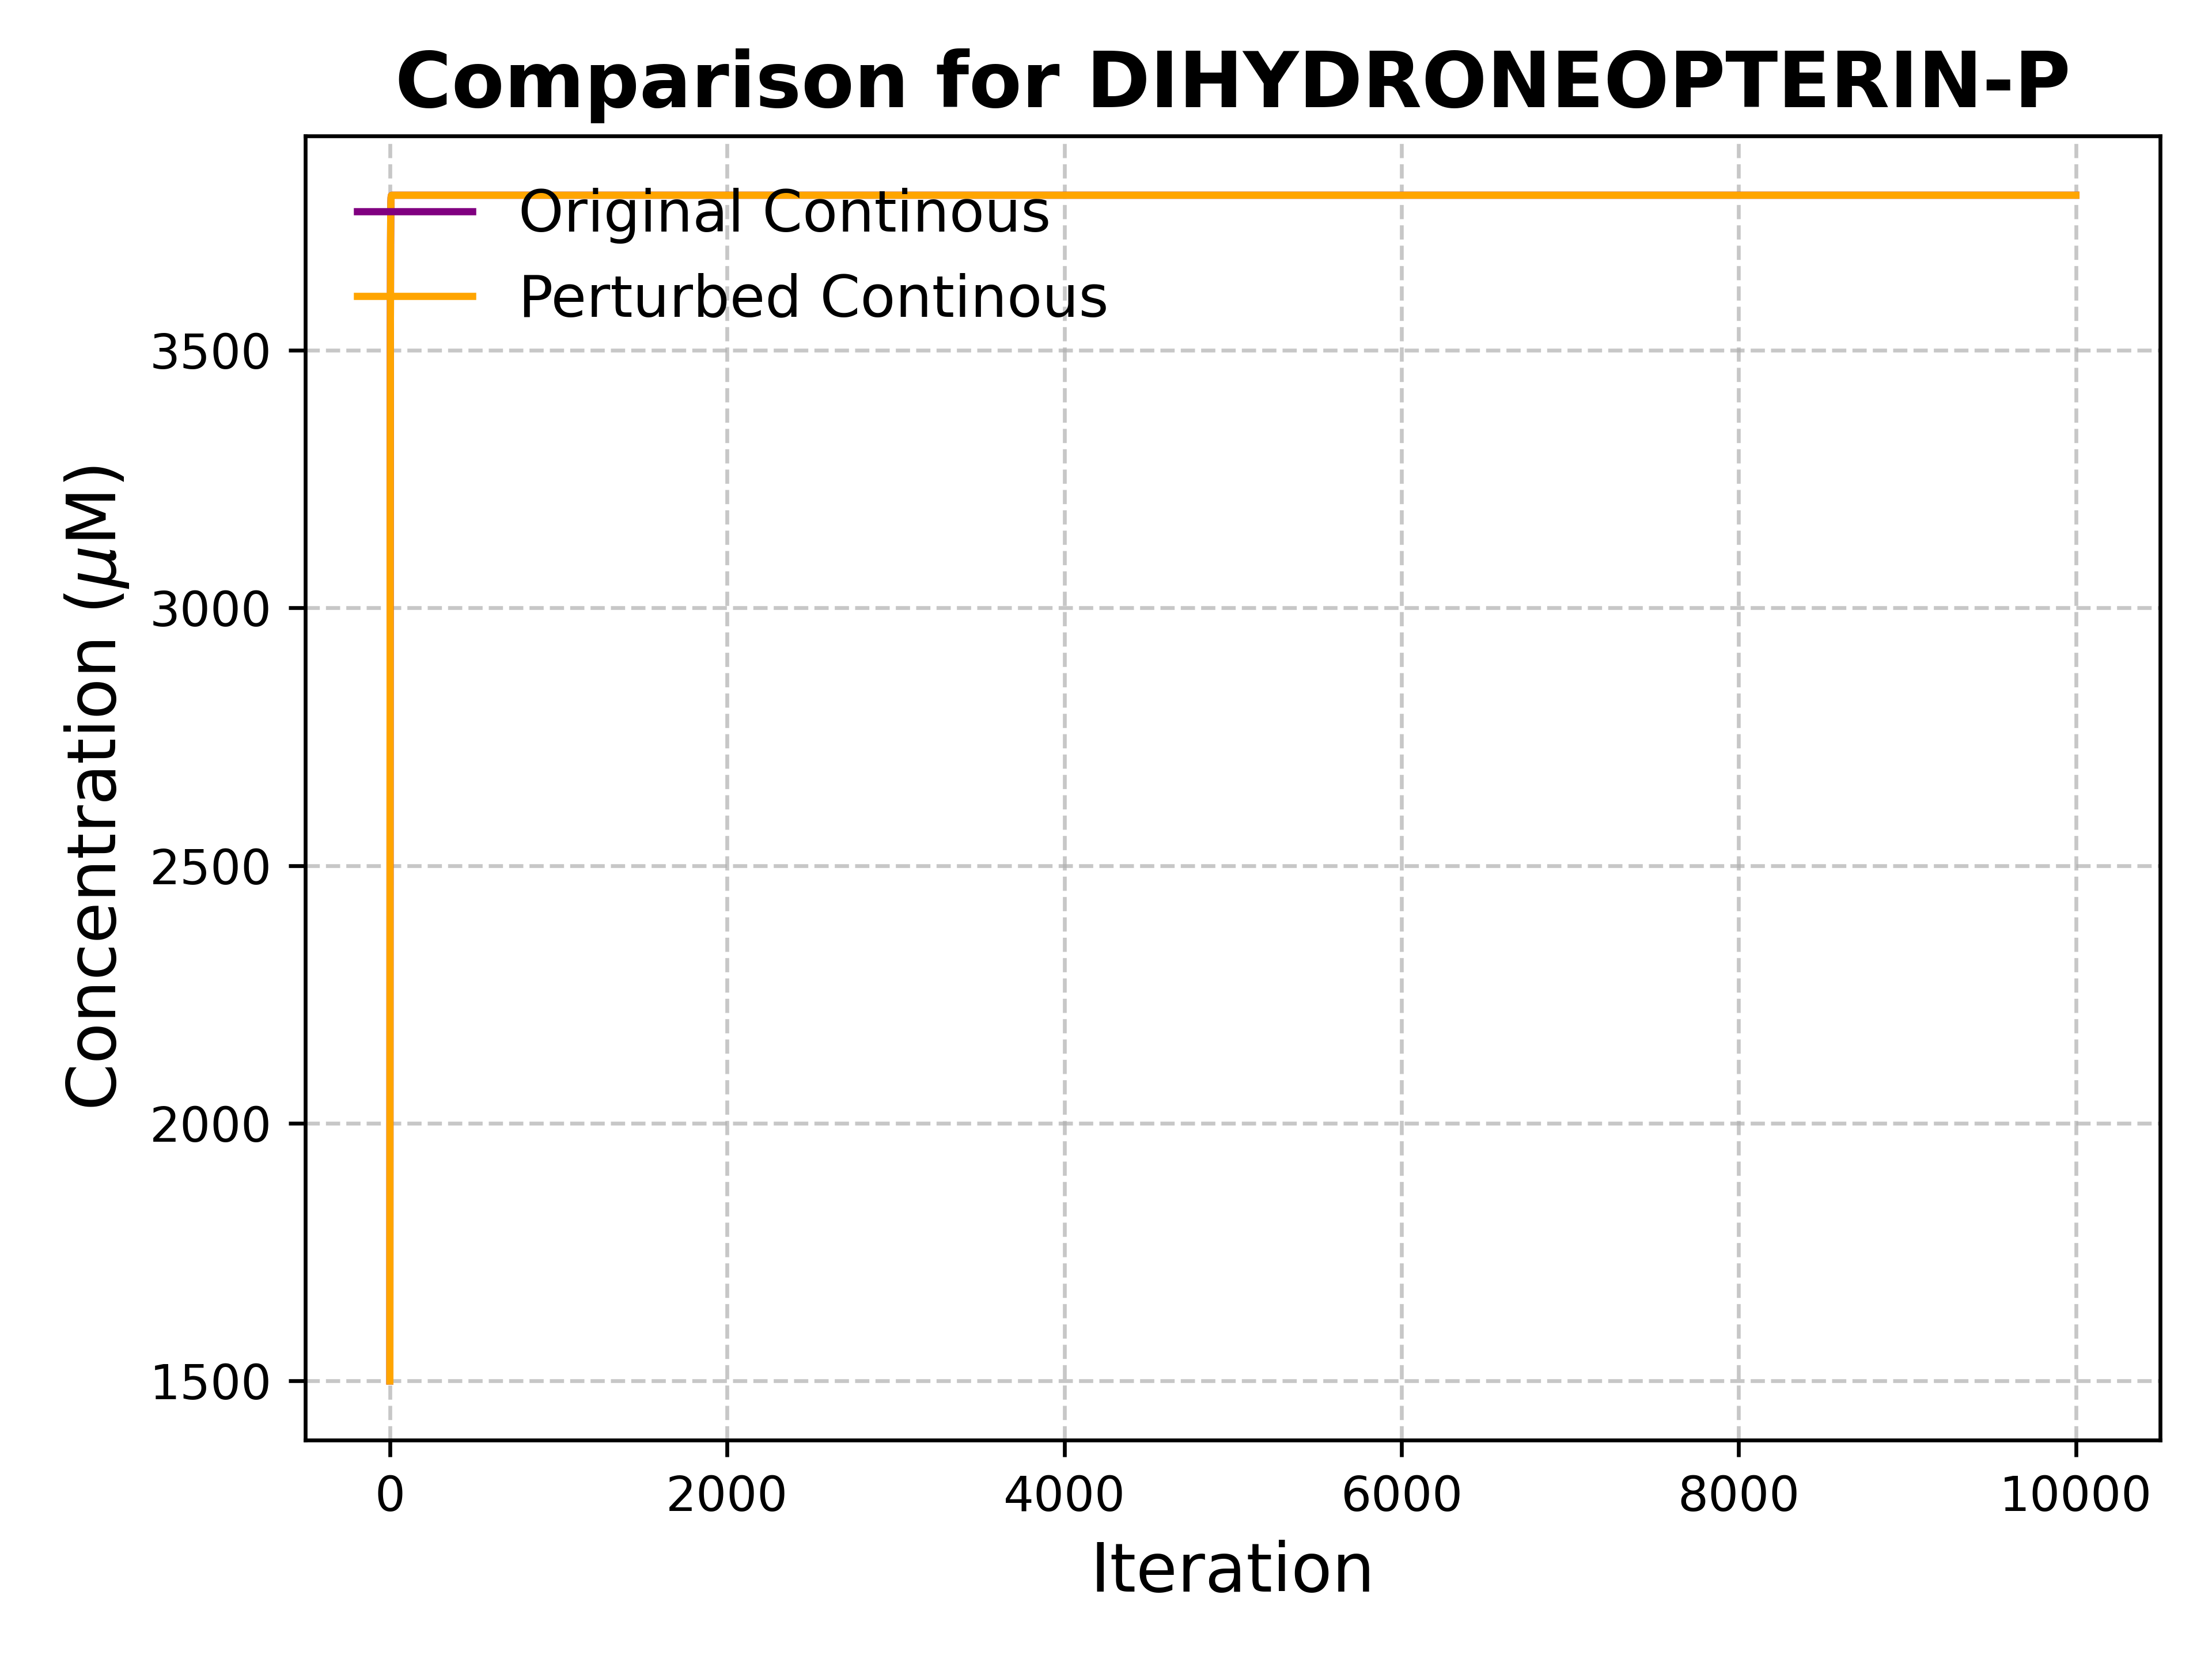 Comparison for DIHYDRONEOPTERIN-P
Original Continous
Perturbed Continous
Concentration (μM)
3500
3000
2500
2000
1500
0 2000 4000 6000 8000 10000
Iteration